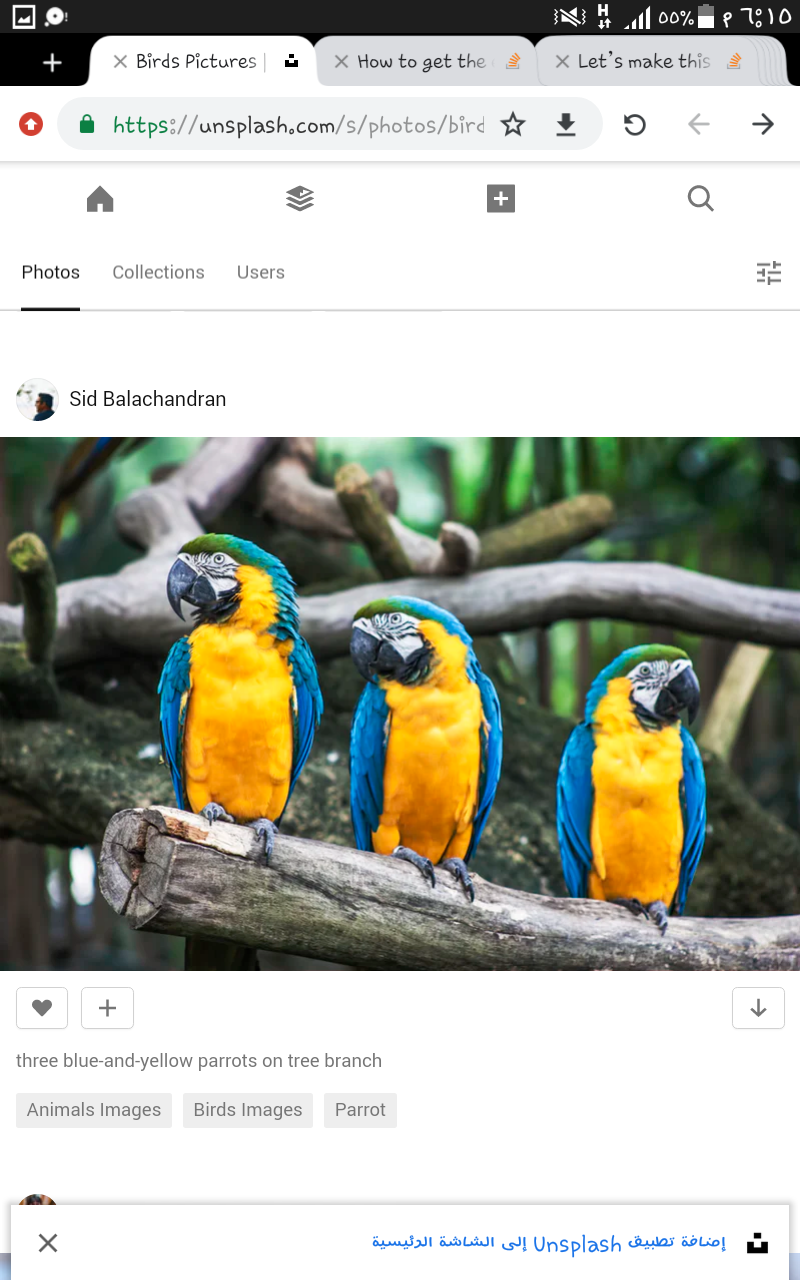 H ٥٥% ٦:١٥ م
Birds Pictures |
How to get the
Let's make this
https://unsplash.com/s/photos/bird
Photos Collections Users
Sid Balachandran
three blue-and-yellow parrots on tree branch
Animals Images Birds Images Parrot
إضافة تطبيق Unsplash إلى الشاشة الرئيسية